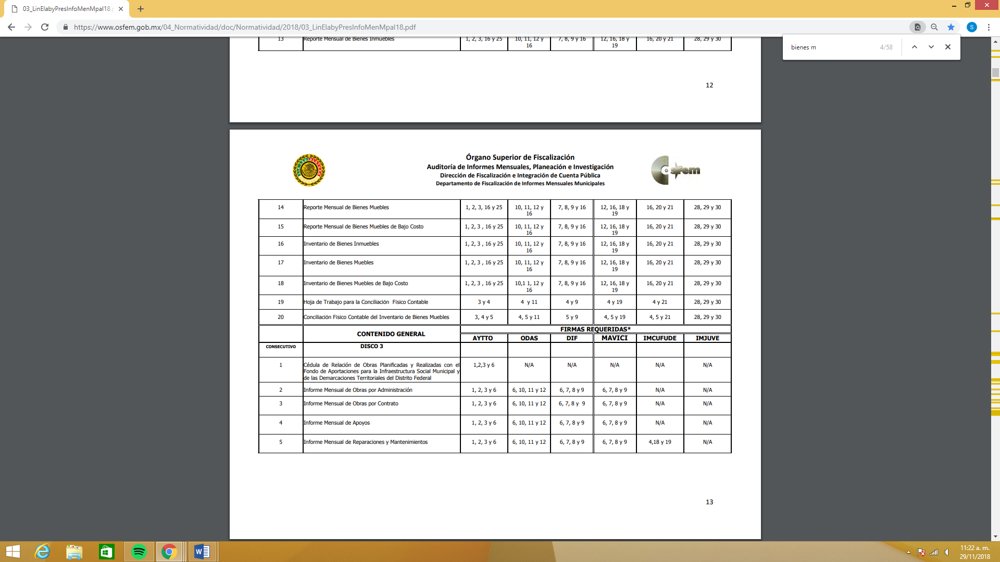 03_LinElabyPresInfoMenMpal18.p
https://www.osfem.gob.mx/04_Normatividad/doc/Normatividad/2018/03_LinElabyPresInfoMenMpal18.pdf
S
bienes m 4/58
13 Reporte Mensual de Bienes Inmuebles 1, 2, 3, 16 y 25 10, 11, 12 y 16 7, 8, 9 y 16 12, 16, 18 y 19 16, 20 y 21 28, 29 y 30
12
Órgano Superior de Fiscalización
Auditoría de Informes Mensuales, Planeación e Investigación
Dirección de Fiscalización e Integración de Cuenta Pública
Departamento de Fiscalización de Informes Mensuales Municipales
osfem
14 Reporte Mensual de Bienes Muebles 1, 2, 3, 16 y 25 10, 11, 12 y 16 7, 8, 9 y 16 12, 16, 18 y 19 16, 20 y 21 28, 29 y 30
15 Reporte Mensual de Bienes Muebles de Bajo Costo 1, 2, 3 , 16 y 25 10, 11, 12 y 16 7, 8, 9 y 16 12, 16, 18 y 19 16, 20 y 21 28, 29 y 30
16 Inventario de Bienes Inmuebles 1, 2, 3 , 16 y 25 10, 11, 12 y 16 7, 8, 9 y 16 12, 16, 18 y 19 16, 20 y 21 28, 29 y 30
17 Inventario de Bienes Muebles 1, 2, 3 , 16 y 25 10, 11, 12 y 16 7, 8, 9 y 16 12, 16, 18 y 19 16, 20 y 21 28, 29 y 30
18 Inventario de Bienes Muebles de Bajo Costo 1, 2, 3 , 16 y 25 10,1 1, 12 y 16 7, 8, 9 y 16 12, 16, 18 y 19 16, 20 y 21 28, 29 y 30
19 Hoja de Trabajo para la Conciliación Físico Contable 3 y 4 4 y 11 4 y 9 4 y 19 4 y 21 28, 29 y 30
20 Conciliación Físico Contable del Inventario de Bienes Muebles 3, 4 y 5 4, 5 y 11 5 y 9 4, 5 y 19 4, 5 y 21 28, 29 y 30
CONTENIDO GENERAL FIRMAS REQUERIDAS*
AYTTO ODAS DIF MAVICI IMCUFUDE IMJUVE
CONSECUTIVO DISCO 3
1 Cédula de Relación de Obras Planificadas y Realizadas con el 1,2,3 y 6 N/A N/A N/A N/A N/A
Fondo de Aportaciones para la Infraestructura Social Municipal y
de las Demarcaciones Territoriales del Distrito Federal
2 Informe Mensual de Obras por Administración 1, 2, 3 y 6 6, 10, 11 y 12 6, 7, 8 y 9 6, 7, 8 y 9 N/A N/A
3 Informe Mensual de Obras por Contrato 1, 2, 3 y 6 6, 10, 11 y 12 6, 7, 8 y 9 6, 7, 8 y 9 N/A N/A
4 Informe Mensual de Apoyos 1, 2, 3 y 6 6, 10, 11 y 12 6, 7, 8 y 9 6, 7, 8 y 9 N/A N/A
5 Informe Mensual de Reparaciones y Mantenimientos 1, 2, 3 y 6 6, 10, 11 y 12 6, 7, 8 y 9 6, 7, 8 y 9 4,18 y 19 N/A
13
11:22 a. m.
29/11/2018